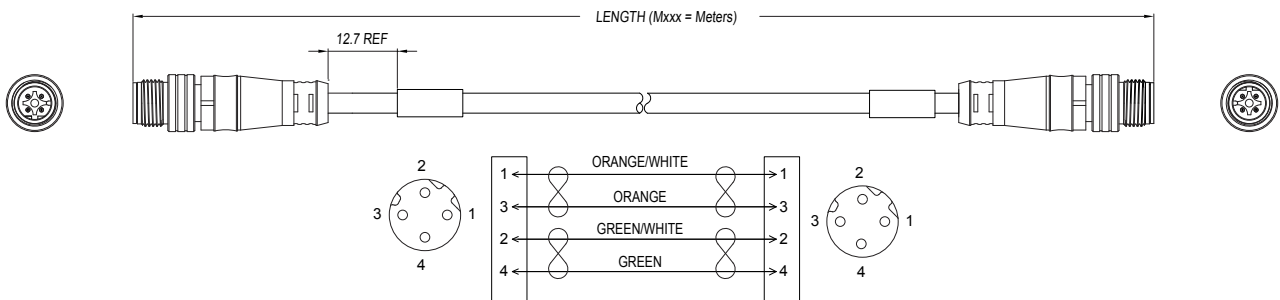 LENGTH (Mxxx = Meters)
12.7 REF
ORANGE/WHITE
1 1
ORANGE
3 3
GREEN/WHITE
2 2
GREEN
4 4
2
3 1
4
2
3 1
4